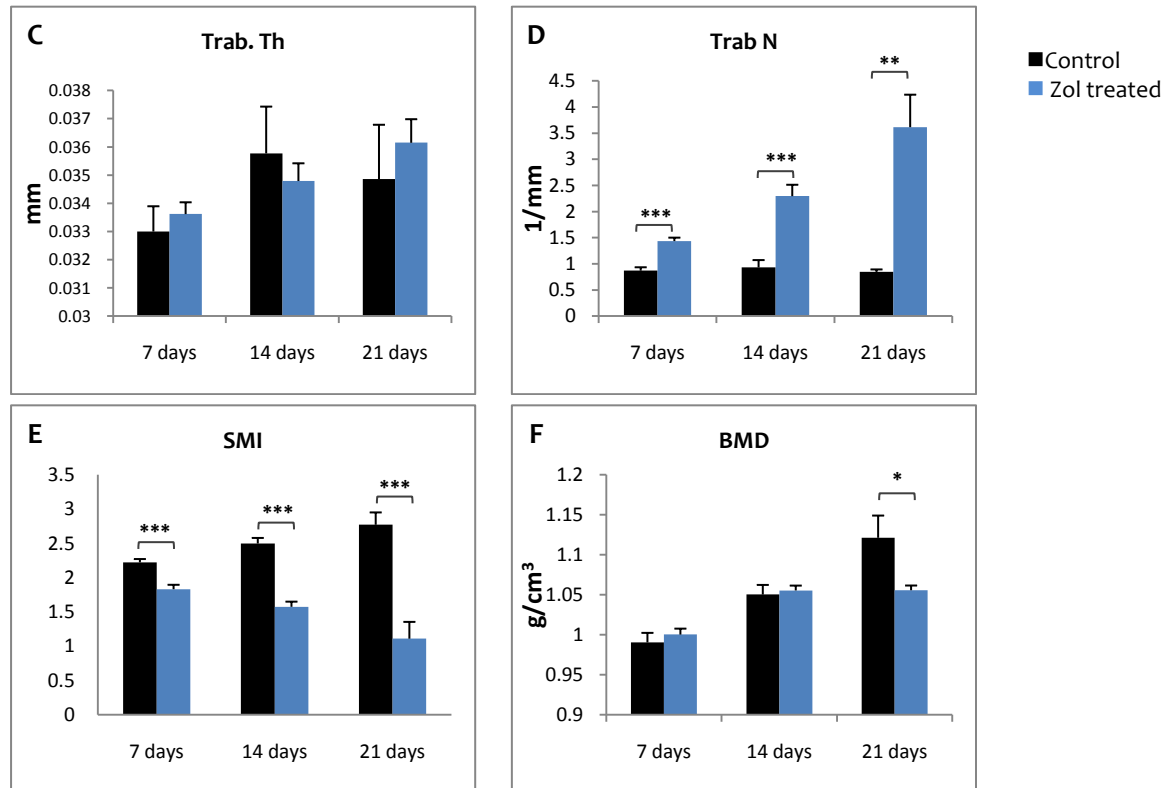 C
Trab. Th
mm
0.038
0.037
0.036
0.035
0.034
0.033
0.032
0.031
0.03
7 days 14 days 21 days
D
Trab N
1/mm
4.5
4
3.5
3
2.5
2
1.5
1
0.5
0
***
***
**
7 days 14 days 21 days
Control
Zol treated
E
SMI
3.5
3
2.5
2
1.5
1
0.5
0
***
***
***
7 days 14 days 21 days
F
BMD
g/cm³
1.2
1.15
1.1
1.05
1
0.95
0.9
*
7 days 14 days 21 days